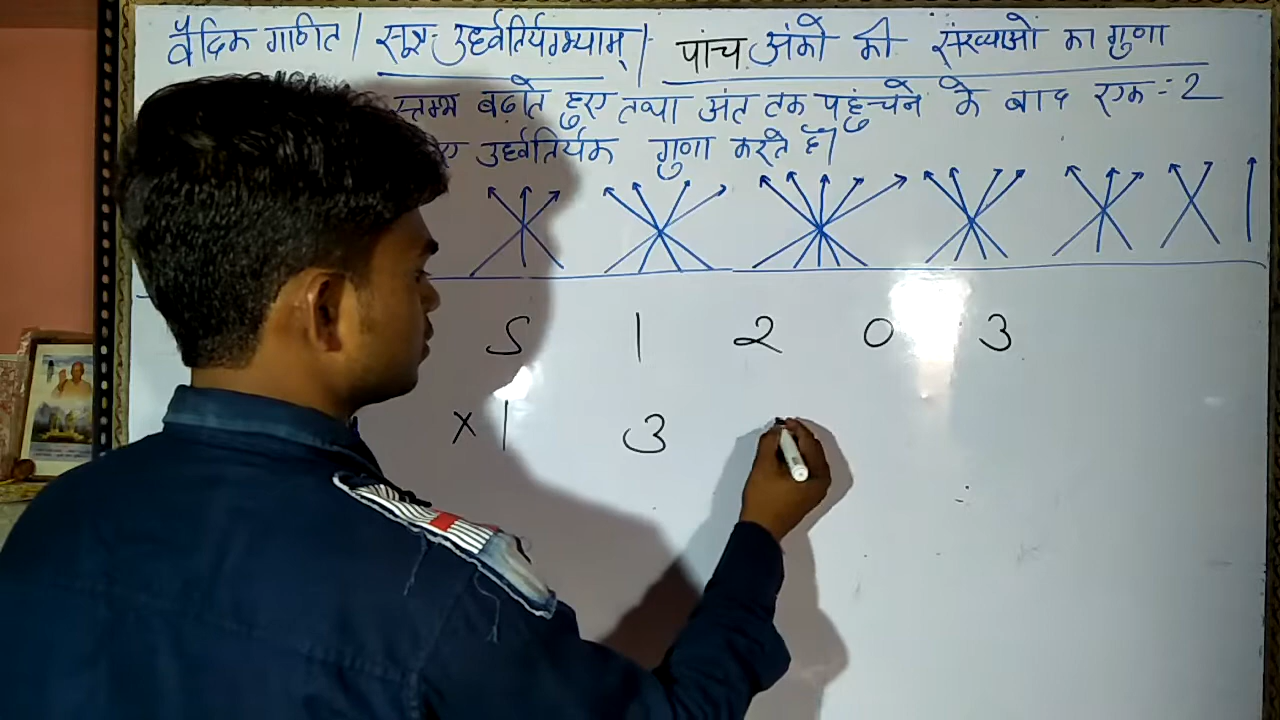 वैदिक गणित । सूत्र- उर्ध्वतिर्यग्भ्याम् । पांच अंको की संख्याओं का गुणा
स्तम्भ बढ़ाते हुए तथा अंत तक पहुंचने के बाद एक-2
उर्ध्वतिर्यक गुणा करते हैं।
5 1 2 0 3
×1 3